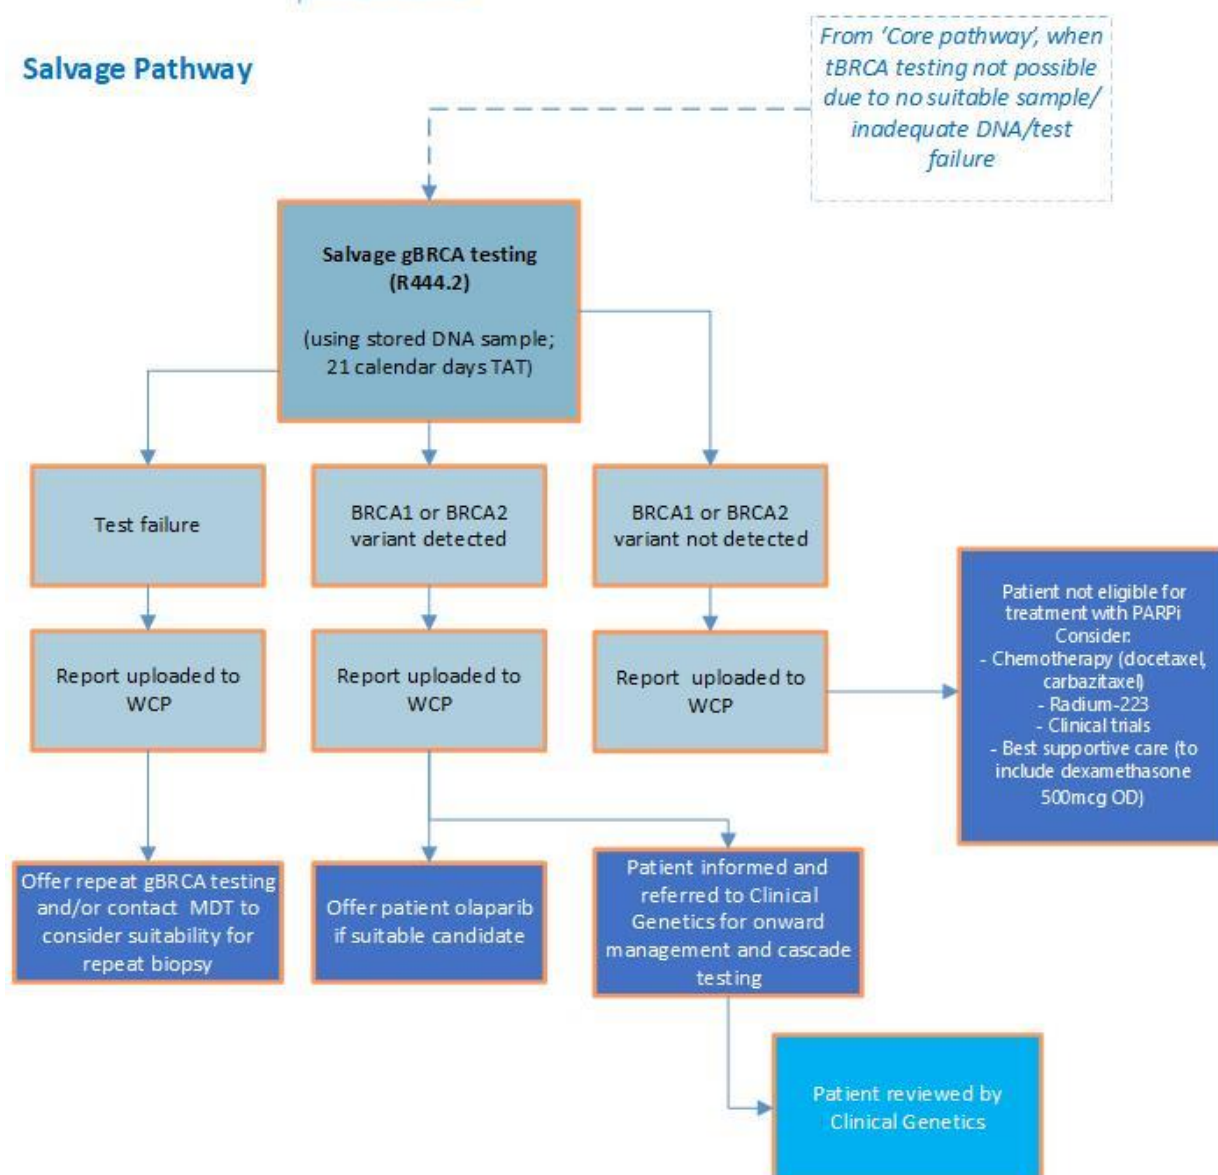 Salvage Pathway
From ‘Core pathway’, when
tBRCA testing not possible
due to no suitable sample/
inadequate DNA/test
failure
Salvage gBRCA testing
(R444.2)
(using stored DNA sample;
21 calendar days TAT)
Test failure
BRCA1 or BRCA2
variant detected
BRCA1 or BRCA2
variant not detected
Report uploaded to
WCP
Report uploaded to
WCP
Report uploaded to
WCP
Patient not eligible for
treatment with PARPi
Consider:
- Chemotherapy (docetaxel,
carbazitaxel)
- Radium-223
- Clinical trials
- Best supportive care (to
include dexamethasone
500mcg OD)
Offer repeat gBRCA testing
and/or contact MDT to
consider suitability for
repeat biopsy
Offer patient olaparib
if suitable candidate
Patient informed and
referred to Clinical
Genetics for onward
management and cascade
testing
Patient reviewed by
Clinical Genetics